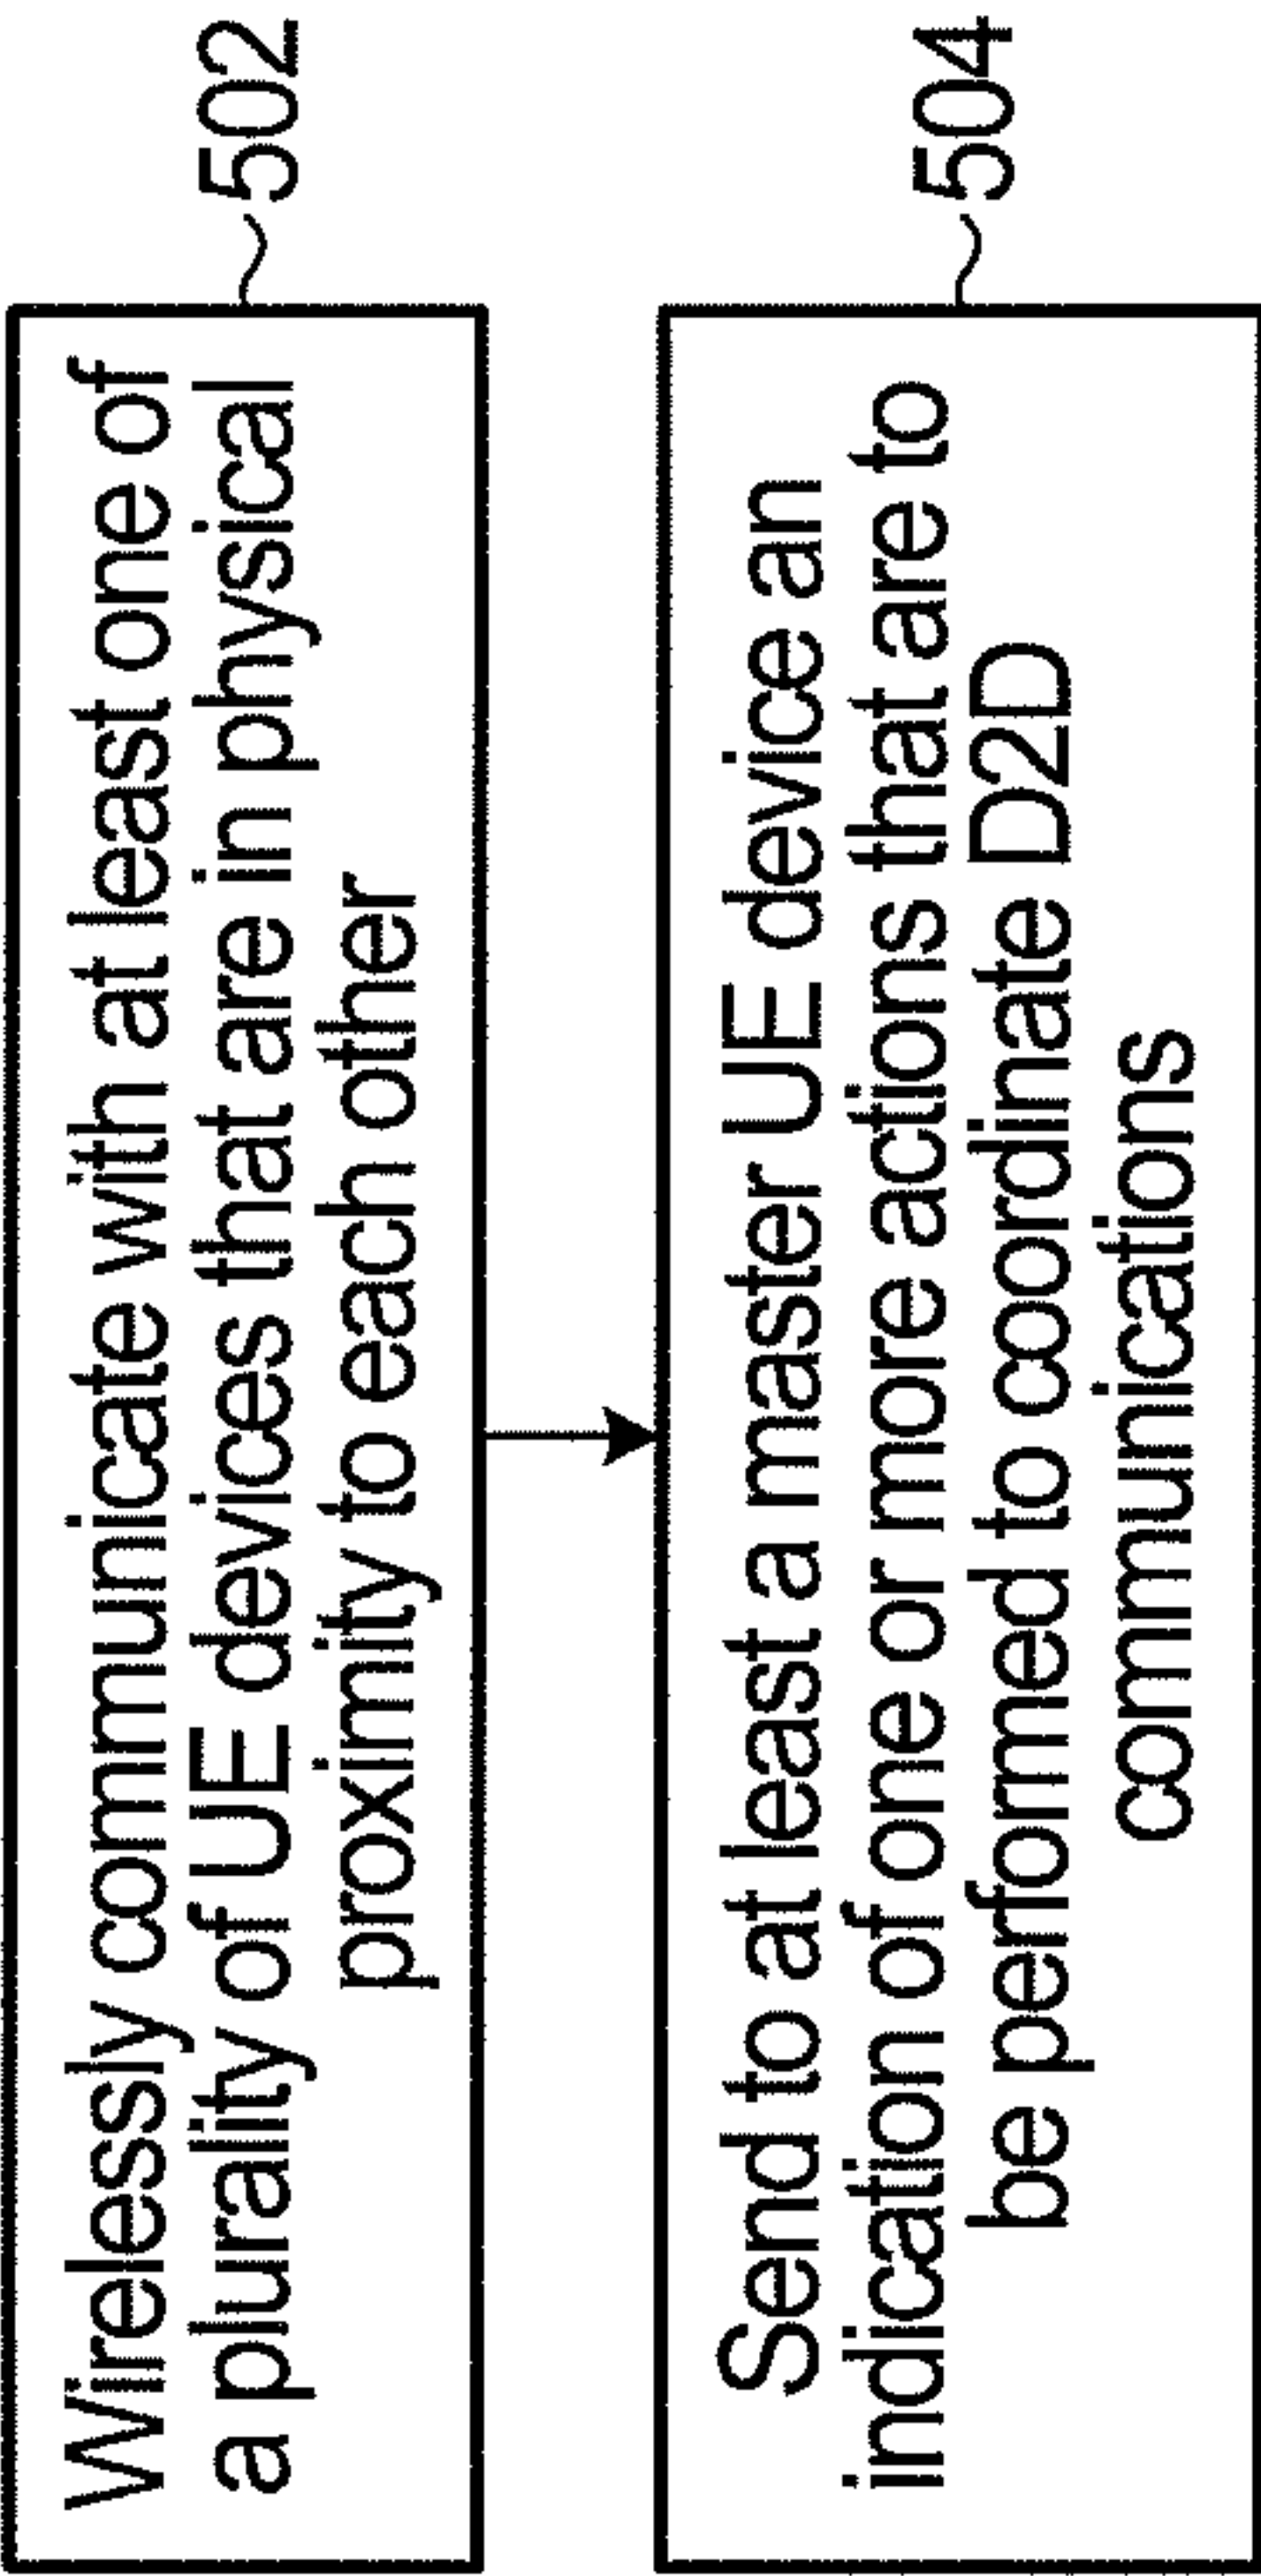 Wirelessly communicate with at least one of
a plurality of UE devices that are in physical
proximity to each other
502
Send to at least a master UE device an
indication of one or more actions that are to
be performed to coordinate D2D
communications
504